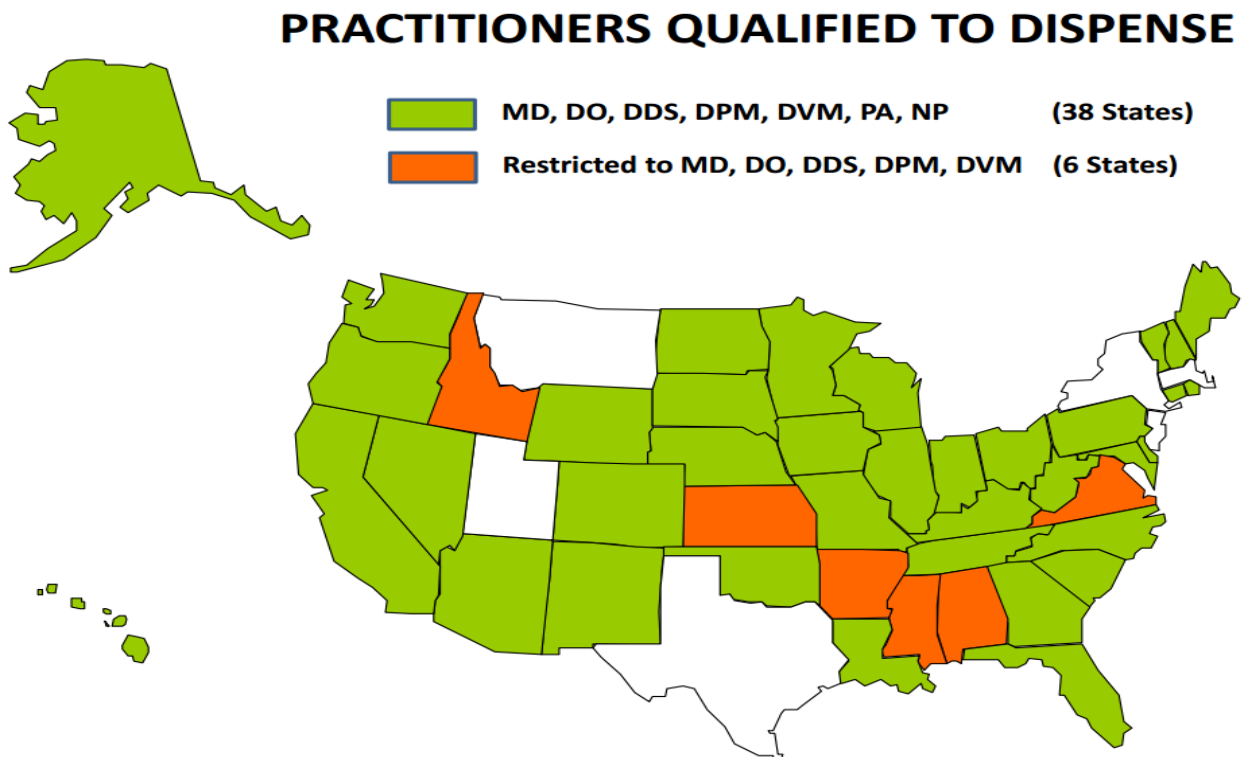 PRACTITIONERS QUALIFIED TO DISPENSE
MD, DO, DDS, DPM, DVM, PA, NP (38 States)
Restricted to MD, DO, DDS, DPM, DVM (6 States)